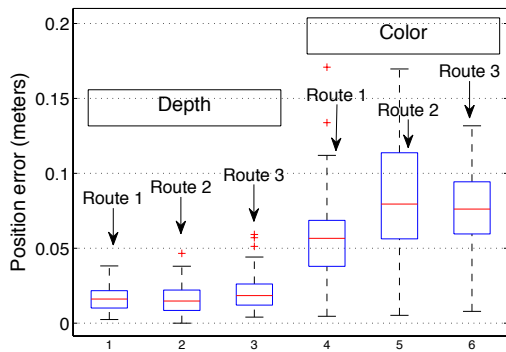 0.2
Color
0.15
Depth
Route 1
Route 2
Route 3
0.1
Route 1
Route 2
Route 3
0.05
0
Position error (meters)
1 2 3 4 5 6